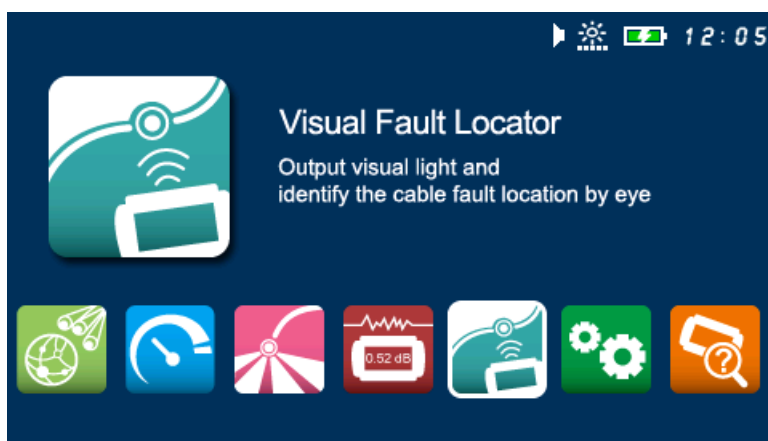 12:05
Visual Fault Locator
Output visual light and
identify the cable fault location by eye
0.52 dB
?